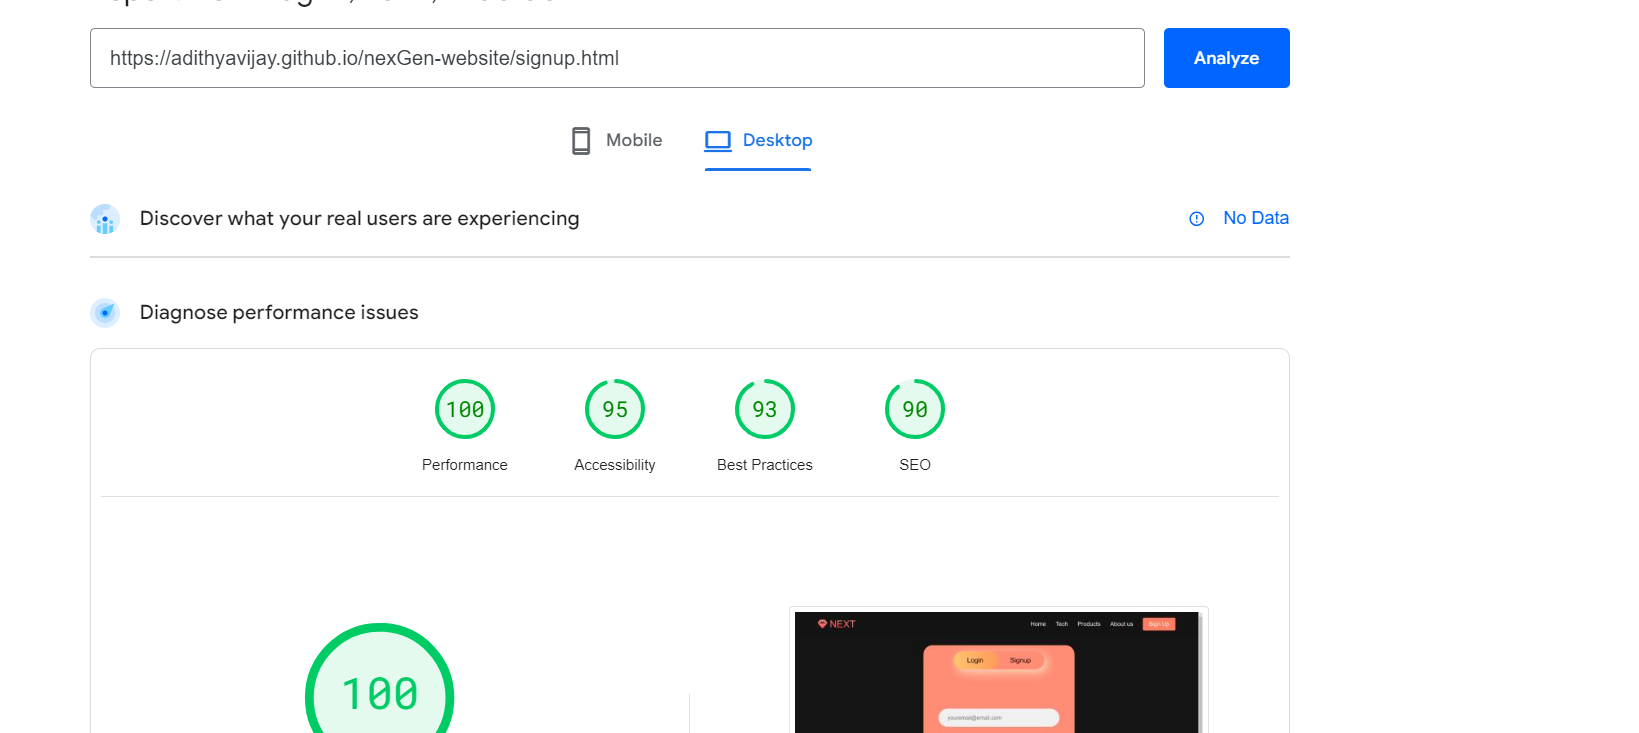 https://adithyavijay.github.io/nexGen-website/signup.html
Analyze
Mobile
Desktop
Discover what your real users are experiencing
No Data
Diagnose performance issues
100
95
93
90
Performance
Accessibility
Best Practices
SEO
100
NEXT
Home
Tech
Products
About us
Sign Up
Login
Signup
youremail@email.com